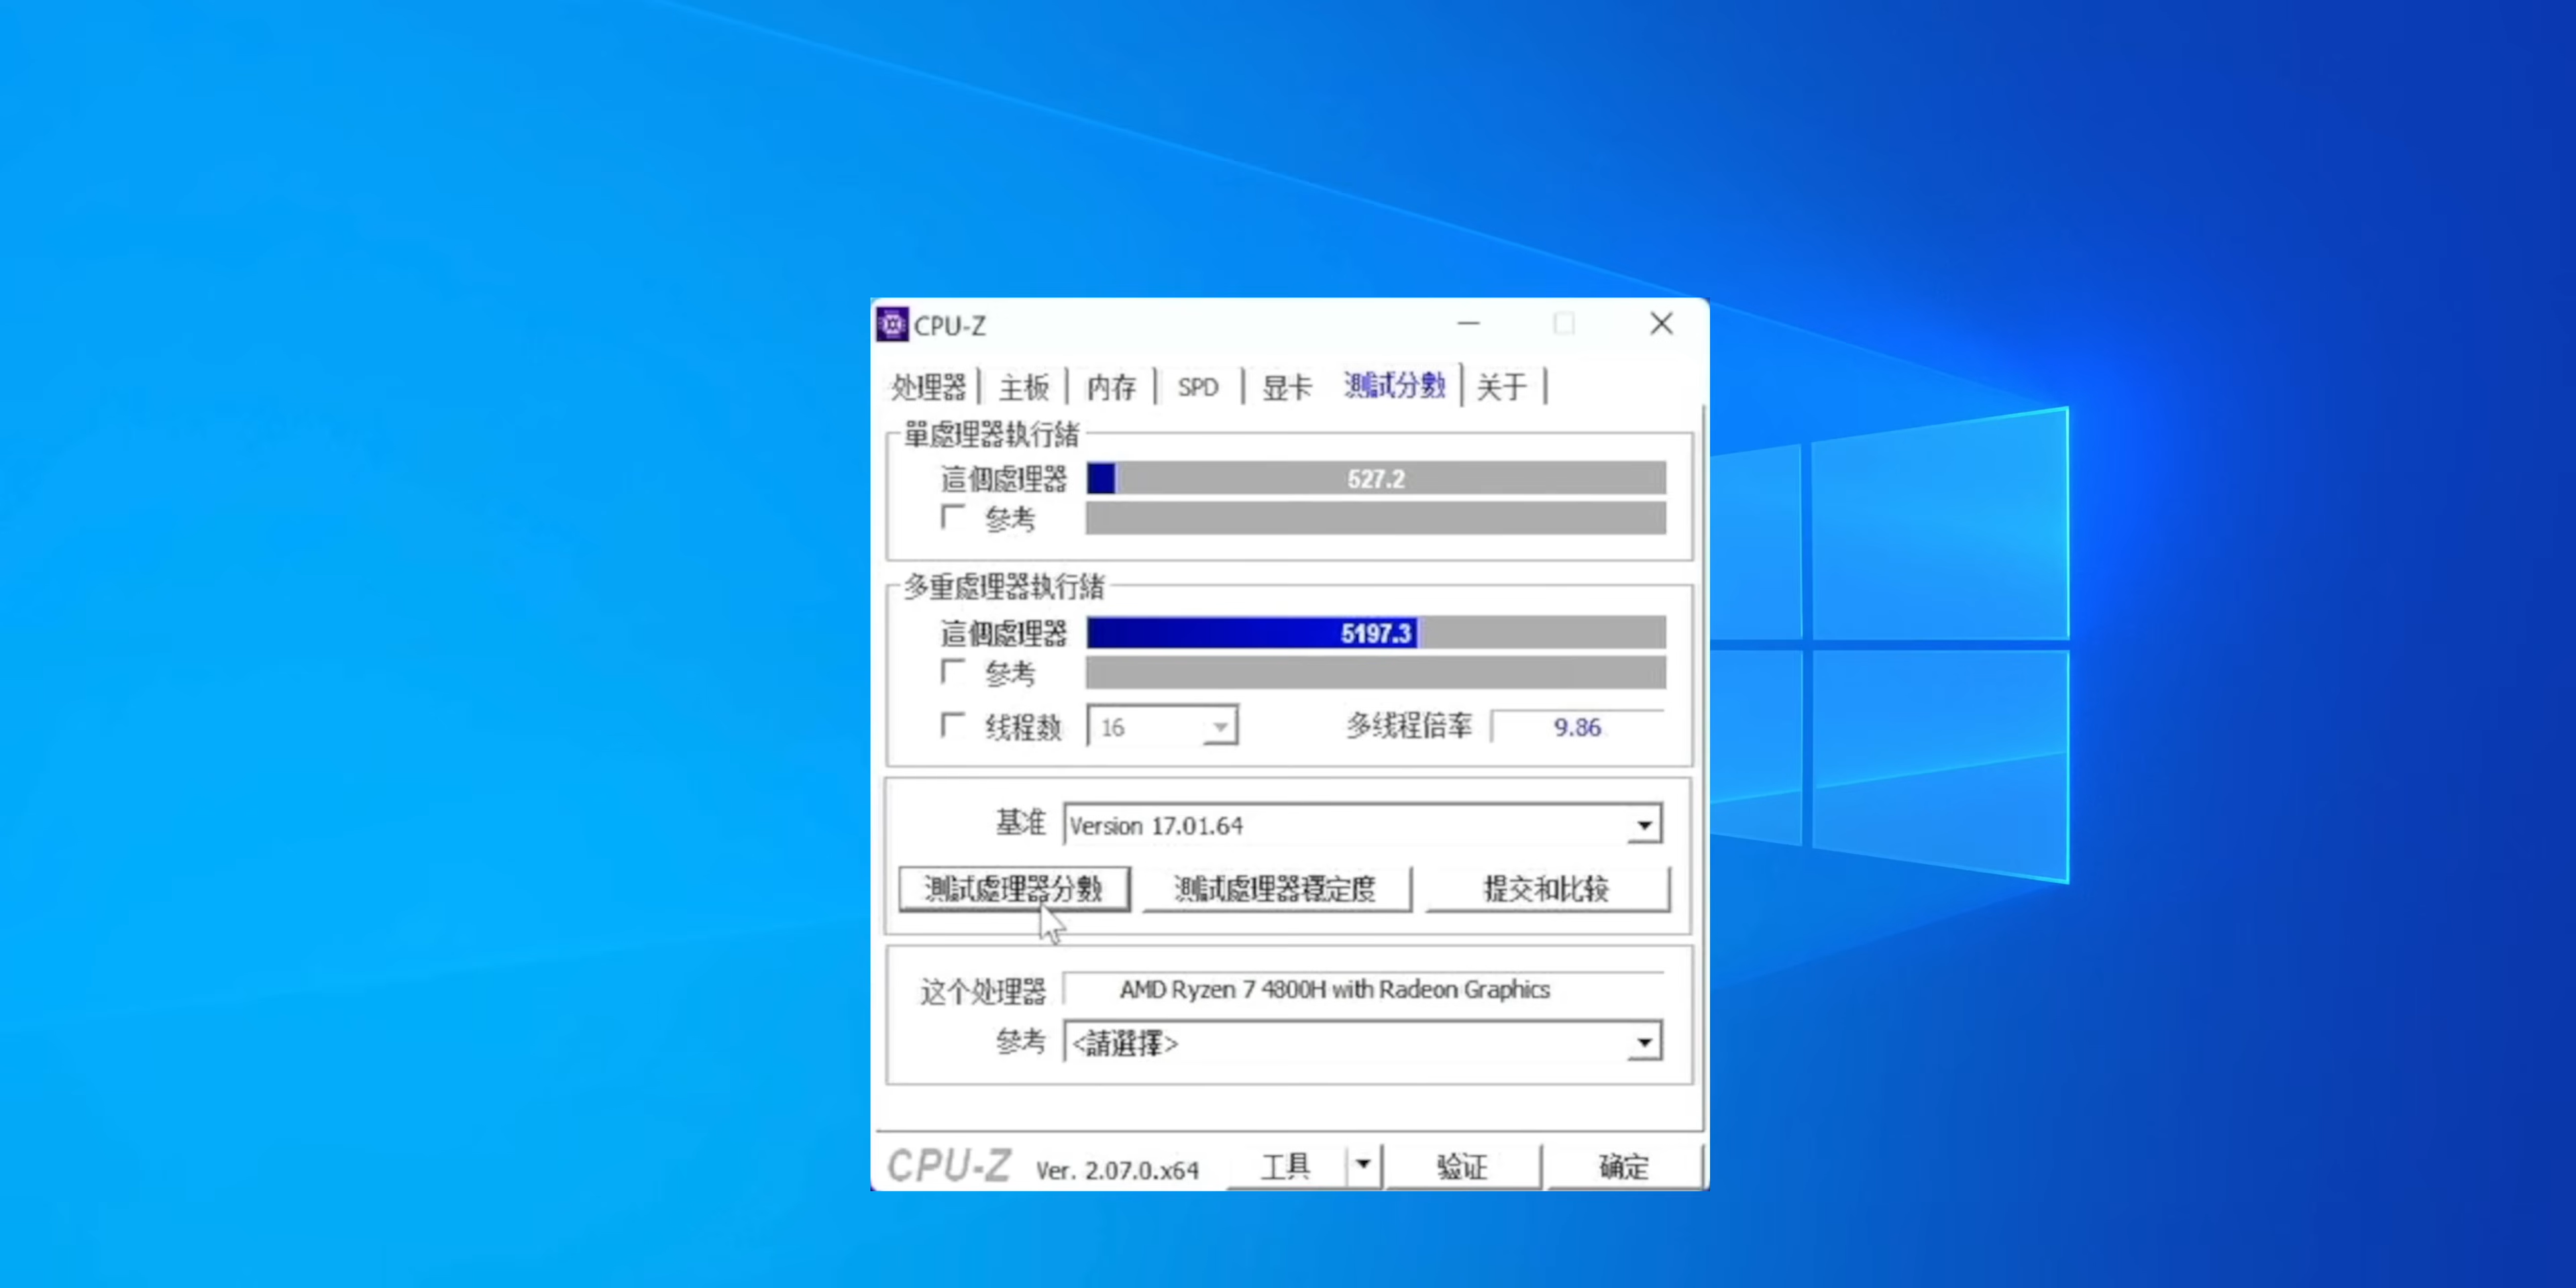 CPU-Z
处理器 主板 内存 SPD 显卡 測試分數 关于
單處理器執行緒
這個處理器 527.2
參考
多重處理器執行緒
這個處理器 5197.3
參考
线程数 16 多线程倍率 9.86
基准 Version 17.01.64
測試處理器分數 測試處理器穩定度 提交和比较
这个处理器 AMD Ryzen 7 4800H with Radeon Graphics
參考 <請選擇>
CPU-Z Ver. 2.07.0.x64 工具 验证 确定